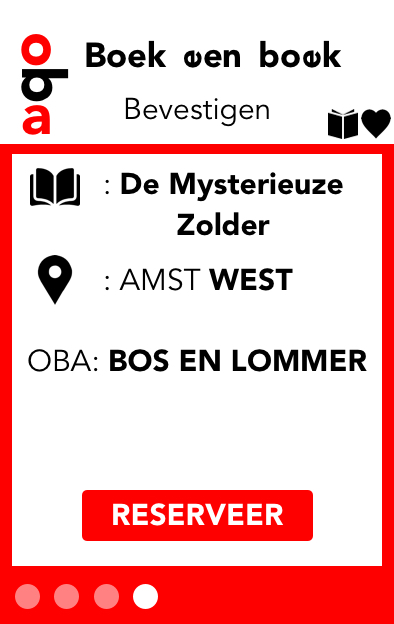 oba
Boek een boek
Bevestigen
: De Mysterieuze
Zolder
: AMST WEST
OBA: BOS EN LOMMER
RESERVEER